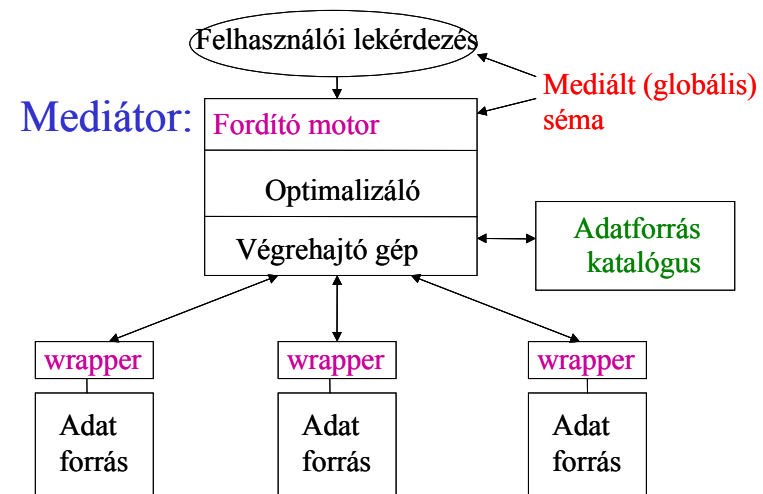 Felhasználói lekérdezés
Mediált (globális)
séma
Mediátor:
Fordító motor
Optimalizáló
Végrehajtó gép
Adatforrás
katalógus
wrapper
wrapper
wrapper
Adat
forrás
Adat
forrás
Adat
forrás